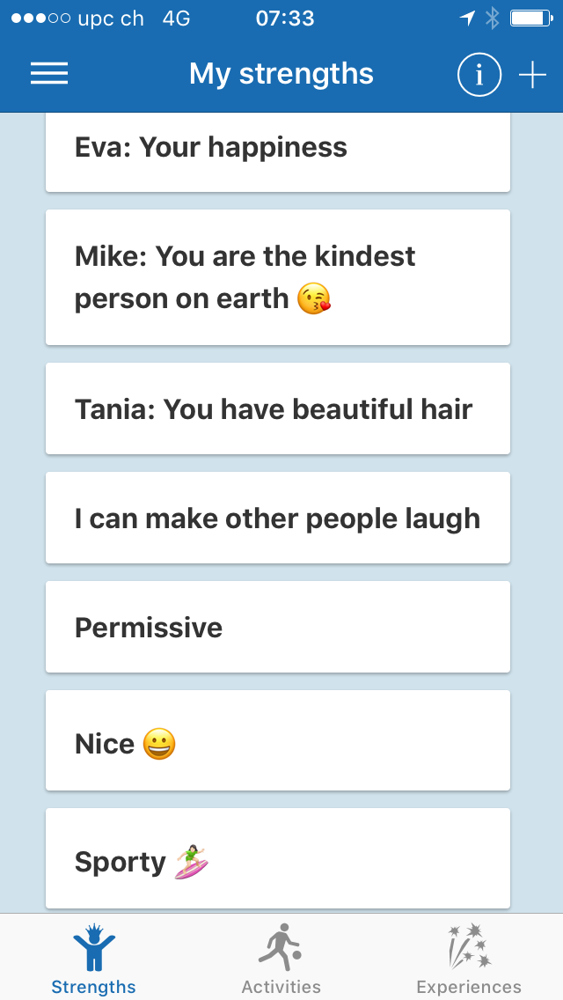 upc ch 4G 07:33
My strengths
Eva: Your happiness
Mike: You are the kindest
person on earth 😘
Tania: You have beautiful hair
I can make other people laugh
Permissive
Nice 😀
Sporty 🏄🏻‍♀️
Strengths Activities Experiences